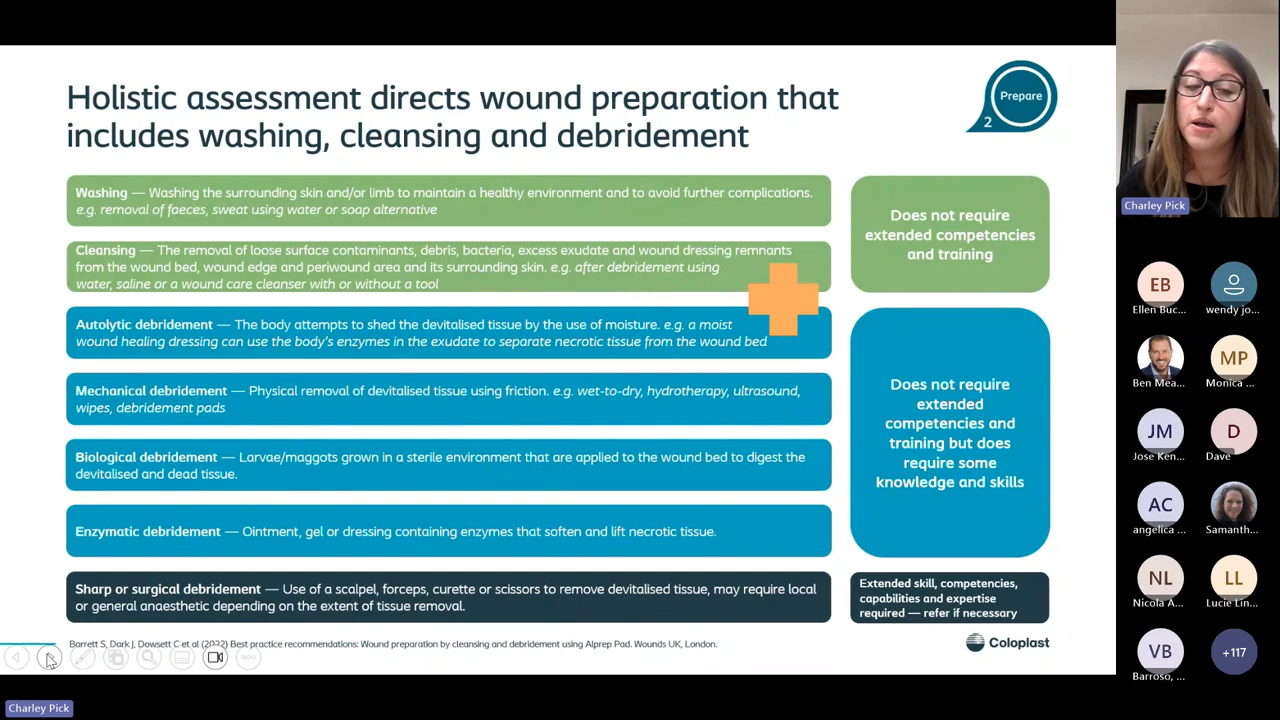 Holistic assessment directs wound preparation that
includes washing, cleansing and debridement
Prepare
2
Washing — Washing the surrounding skin and/or limb to maintain a healthy environment and to avoid further complications.
e.g. removal of faeces, sweat using water or soap alternative
Cleansing — The removal of loose surface contaminants, debris, bacteria, excess exudate and wound dressing remnants
from the wound bed, wound edge and periwound area and its surrounding skin. e.g. after debridement using
water, saline or a wound care cleanser with or without a tool
Does not require
extended competencies
and training
Autolytic debridement — The body attempts to shed the devitalised tissue by the use of moisture. e.g. a moist
wound healing dressing can use the body's enzymes in the exudate to separate necrotic tissue from the wound bed
Mechanical debridement — Physical removal of devitalised tissue using friction. e.g. wet-to-dry, hydrotherapy, ultrasound,
wipes, debridement pads
Biological debridement — Larvae/maggots grown in a sterile environment that are applied to the wound bed to digest the
devitalised and dead tissue.
Enzymatic debridement — Ointment, gel or dressing containing enzymes that soften and lift necrotic tissue.
Does not require
extended
competencies and
training but does
require some
knowledge and skills
Sharp or surgical debridement — Use of a scalpel, forceps, curette or scissors to remove devitalised tissue, may require local
or general anaesthetic depending on the extent of tissue removal.
Extended skill, competencies,
capabilities and expertise
required — refer if necessary
Barrett S, Dark J, Dowsett C et al (2022) Best practice recommendations: Wound preparation by cleansing and debridement using Alprep Pad. Wounds UK, London.
Coloplast
Charley Pick
Charley Pick
EB
Ellen Buc...
wendy jo...
Ben Mea...
MP
Monica ...
JM
Jose Ken...
D
Dave
AC
angelica ...
Samanth...
NL
Nicola A...
LL
Lucie Lin...
VB
Barroso, ...
+117